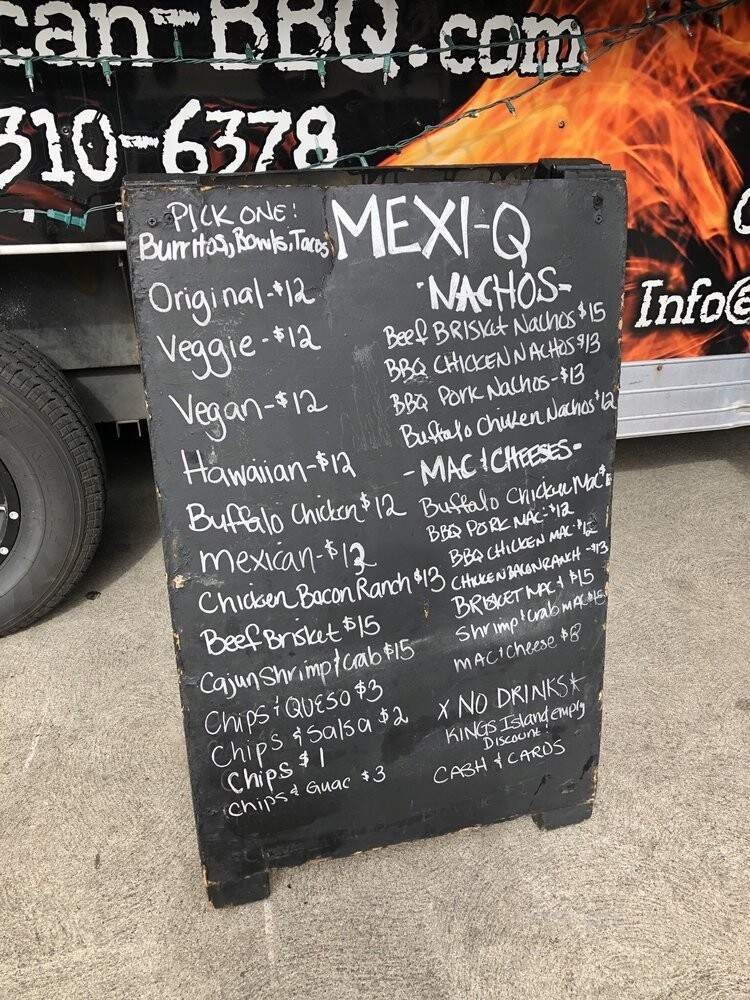 can-BBQ.com
310-6378
Info@
PICK ONE:
Burritos, Bowls, Tacos
Original-$12
Veggie-$12
Vegan-$12
Hawaiian-$12
Buffalo Chicken $12
mexican-$12
Chicken Bacon Ranch $13
Beef Brisket $15
Cajun Shrimp & Crab $15
Chips & QUESO $3
Chips & Salsa $2
Chips $1
Chips & Guac $3
MEXI-Q
-NACHOS-
Beef BRISket Nachos $15
BBQ CHICKEN NACHOS $13
BBQ Pork Nachos-$13
Buffalo Chicken Nachos $12
-MAC & CHEESES-
Buffalo Chicken Mac
BBQ PORK MAC-$12
BBQ CHICKEN MAC-$12
CHICKEN BACON RANCH-$13
BRISKET MAC $15
Shrimp & Crab MAC
MAC & Cheese $8
X NO DRINKS*
KINGS Island emply
Discount!
CASH & CARDS